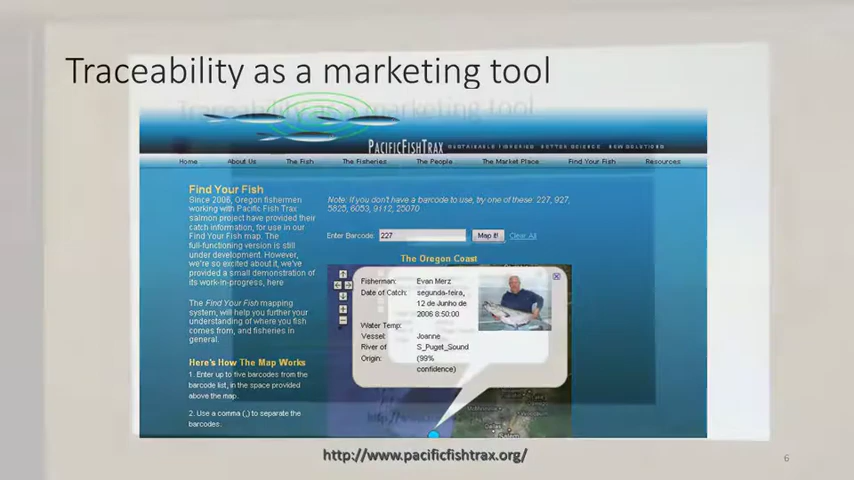 Traceability as a marketing tool
PACIFICFISHTRAX SUSTAINABLE FISHERIES BETTER SCIENCE NEW SOLUTIONS
Home About Us The Fish The Fisheries The People The Market Place Find Your Fish Resources
Find Your Fish
Since 2006, Oregon fishermen
working with Pacific Fish Trax
salmon project have provided their
catch information, for use in our
Find Your Fish map. The
full-functioning version is still
under development. However,
we're so excited about it, we've
provided a small demonstration of
its work-in-progress, here
The Find Your Fish mapping
system, will help you further your
understanding of where you fish
comes from, and fisheries in
general.
Here's How The Map Works
1. Enter up to five barcodes from the
barcode list, in the space provided
above the map.
2. Use a comma (,) to separate the
barcodes.
Note: If you don't have a barcode to use, try one of these: 227, 927,
5825, 6053, 9112, 25070
Enter Barcode: 227 Map it! Clear All
The Oregon Coast
Fisherman: Evan Merz
Date of Catch: segunda-feira,
12 de Junho de
2006 8:50:00
Water Temp:
Vessel: Joanne
River of S_Puget_Sound
Origin: (99%
confidence)
http://www.pacificfishtrax.org/
6